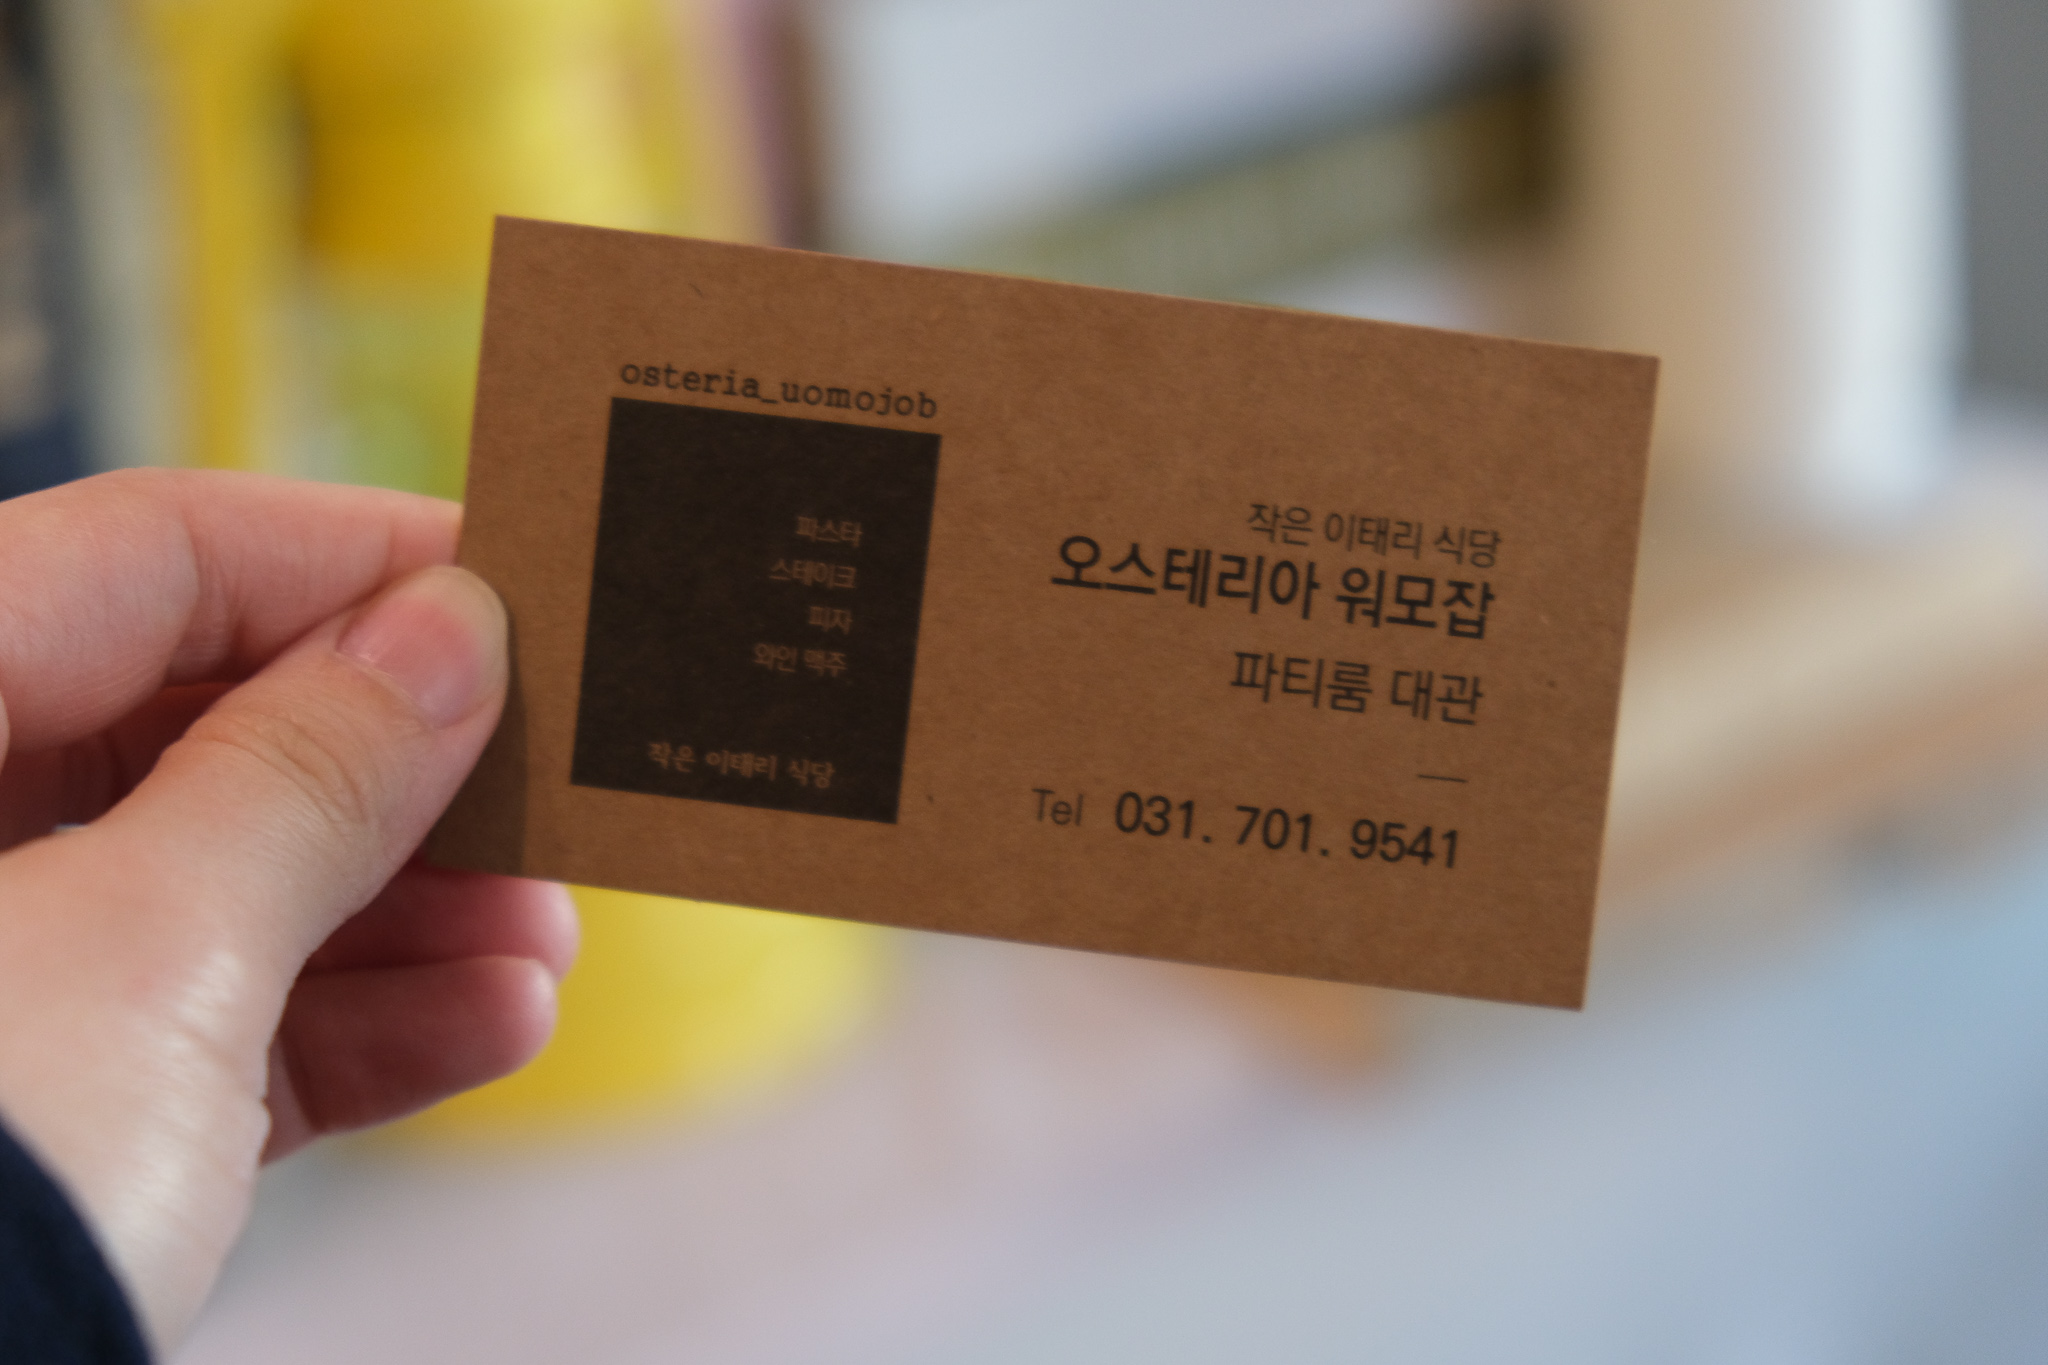 osteria_uomojob
파스타
스테이크
피자
와인 맥주
작은 이태리 식당
작은 이태리 식당
오스테리아 워모잡
파티룸 대관
Tel 031. 701. 9541